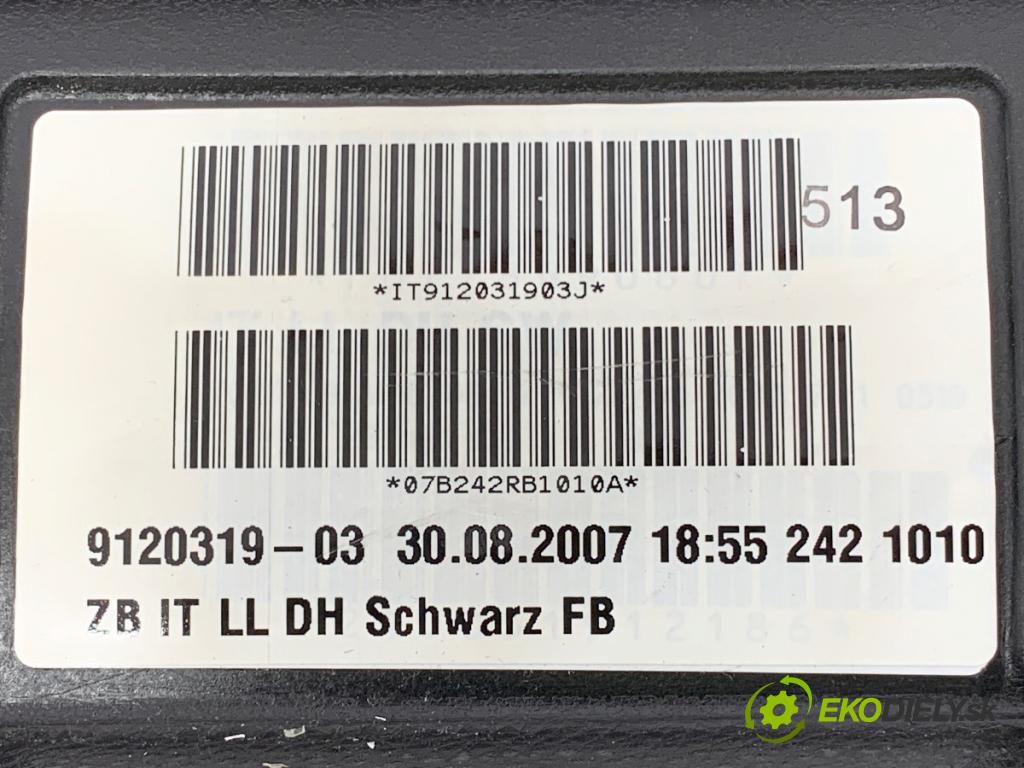 513
*IT912031903J*
*07B242RB1010A*
9120319-03 30.08.2007 18:55 242 1010
ZB IT LL DH Schwarz FB
EKODIELY.SK